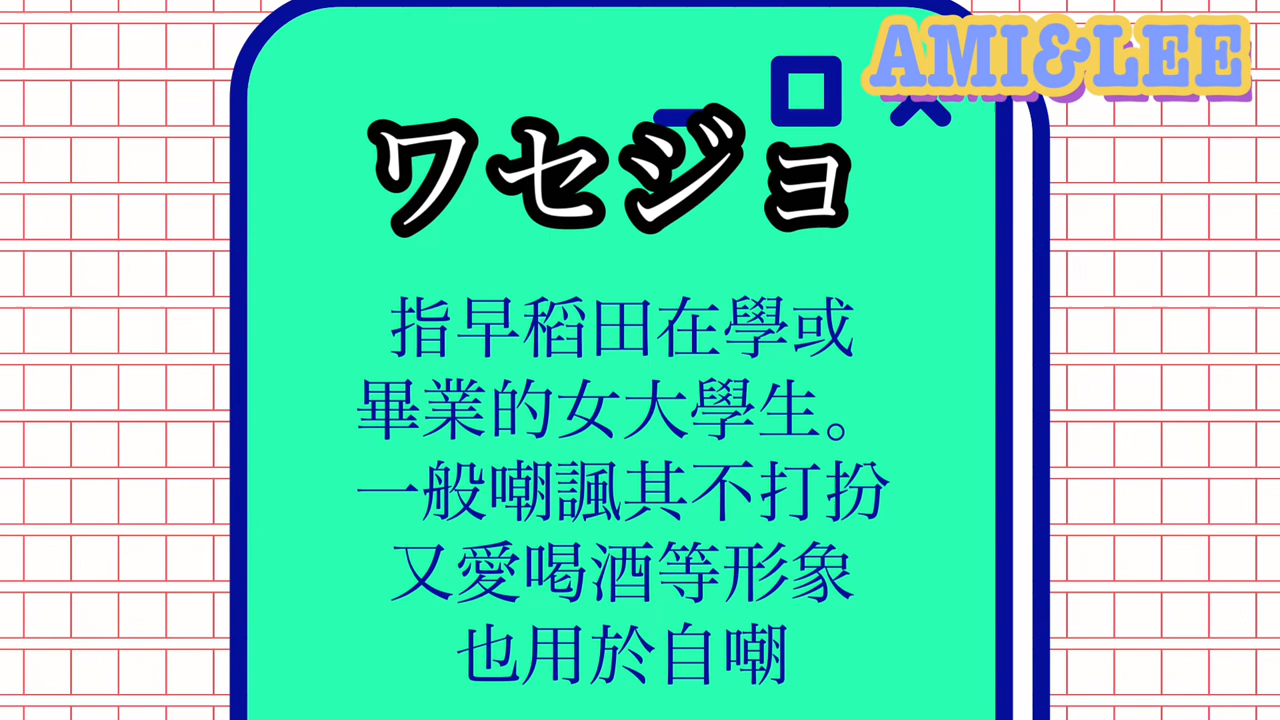 AMI&LEE
ワセジョ
指早稻田在學或
畢業的女大學生。
一般嘲諷其不打扮
又愛喝酒等形象
也用於自嘲